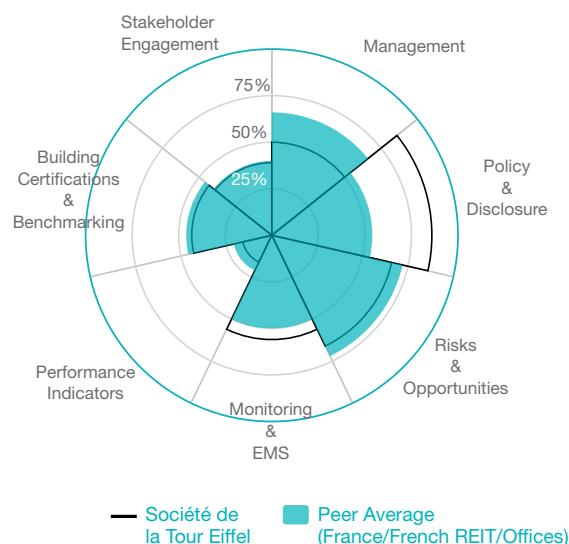 Stakeholder
Engagement
Management
75%
50%
25%
Building
Certifications
&
Benchmarking
Policy
&
Disclosure
Risks
&
Opportunities
Performance
Indicators
Monitoring
&
EMS
Société de
la Tour Eiffel
Peer Average
(France/French REIT/Offices)